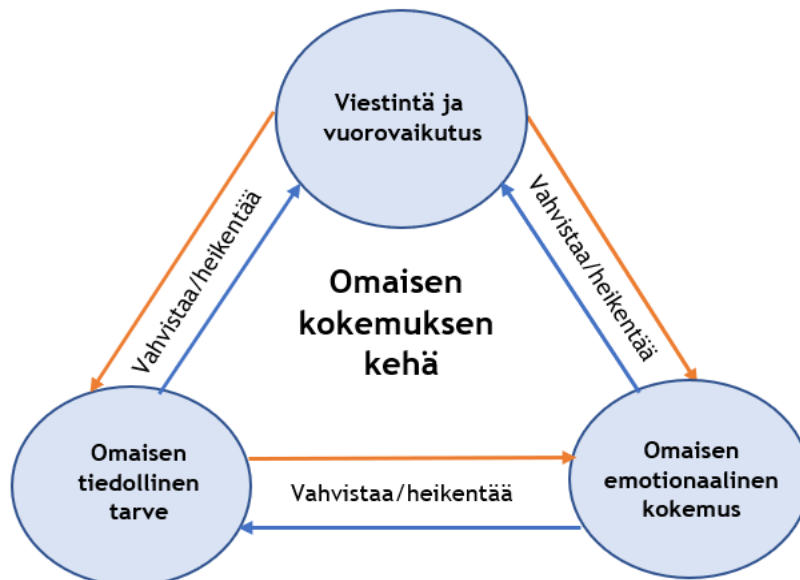 Viestintä ja
vuorovaikutus
Vahvistaa/heikentää
Vahvistaa/heikentää
Omaisen
kokemuksen
kehä
Omaisen
tiedollinen
tarve
Vahvistaa/heikentää
Omaisen
emotionaalinen
kokemus